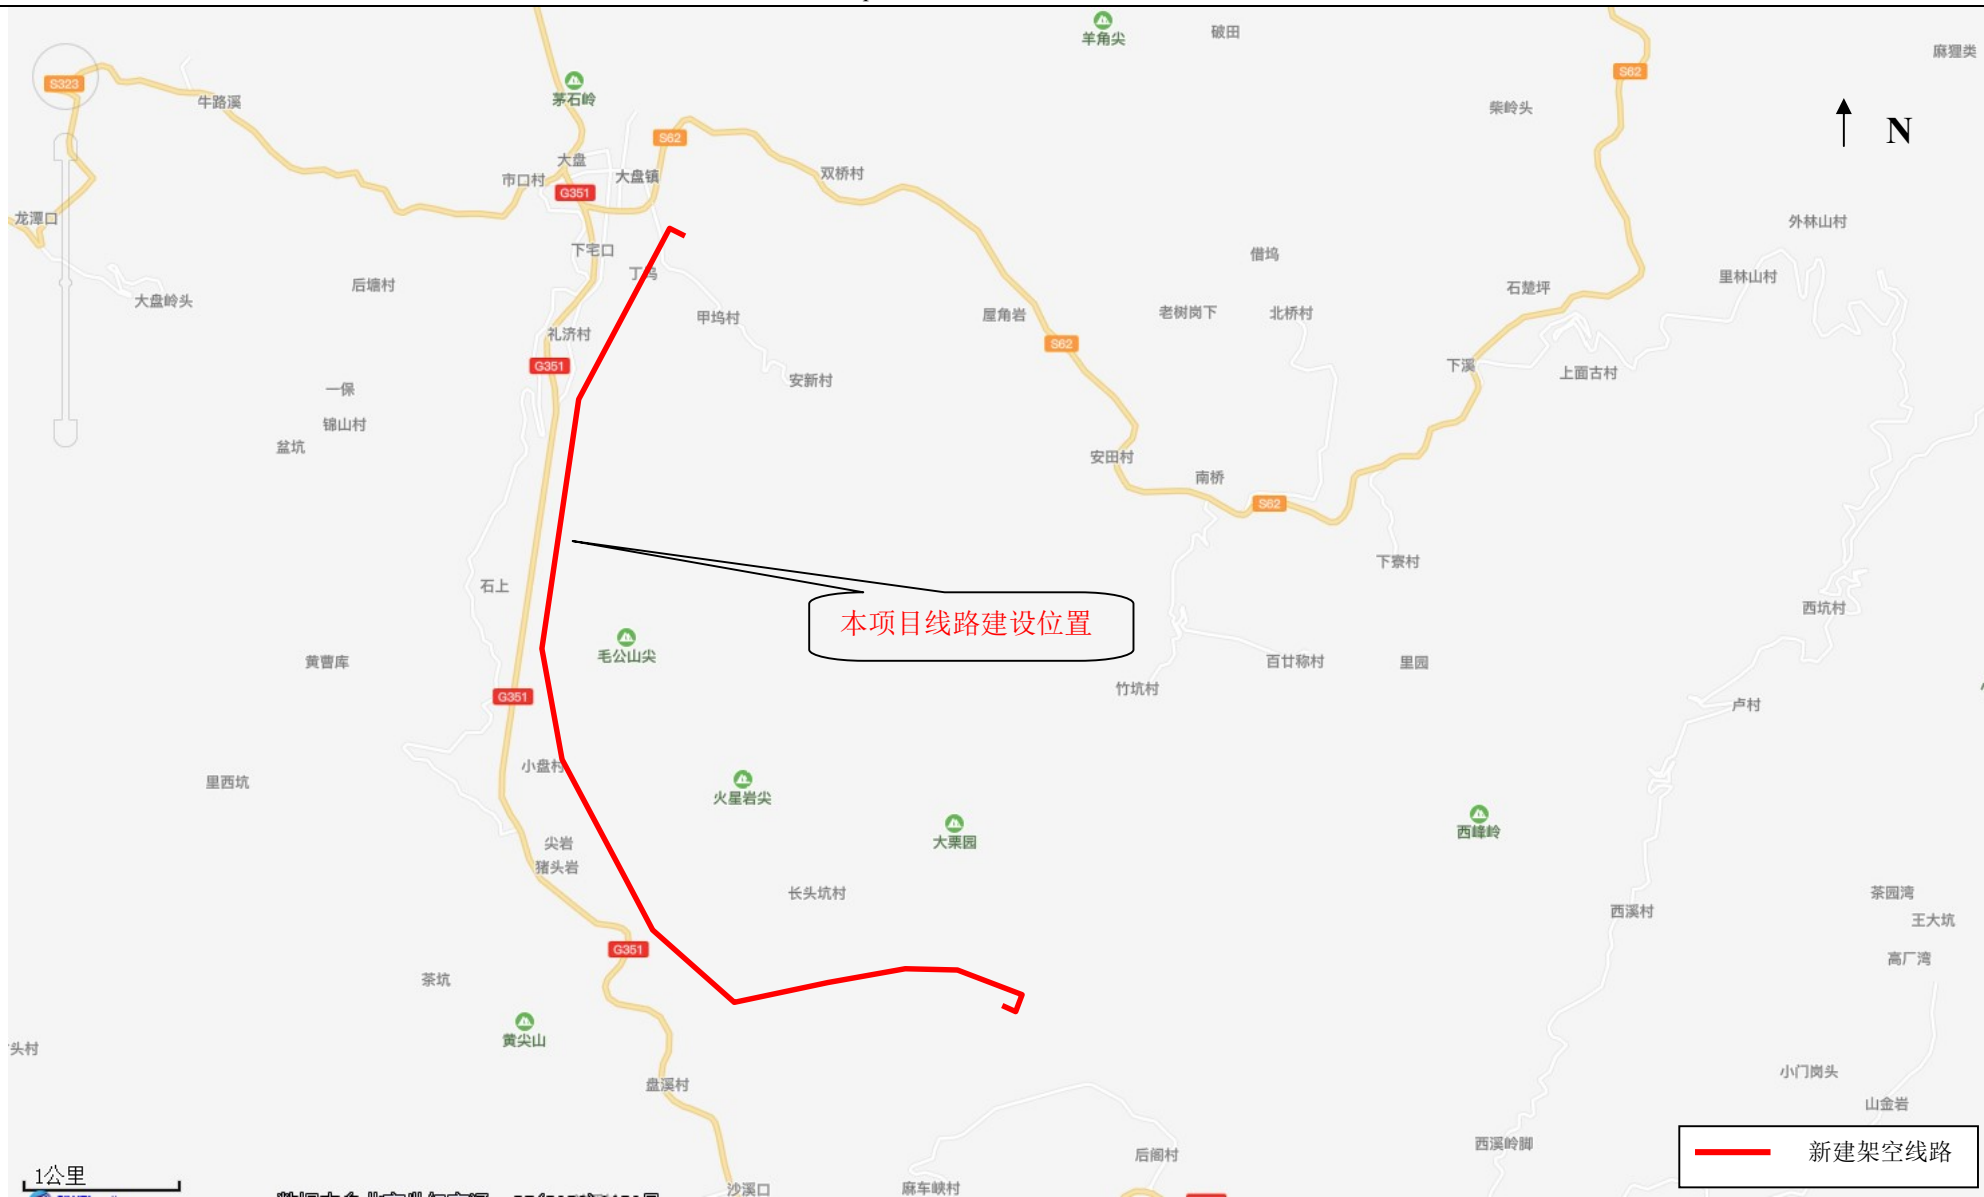 羊角尖
破田
麻狸类
S323
S62
牛路溪
茅石岭
柴岭头
N
S62
大盘
市口村
大盘镇
双桥村
G351
龙潭口
外林山村
下宅口
借坞
丁坞
里林山村
后塘村
石楚坪
大盘岭头
甲坞村
屋角岩
老树岗下
北桥村
礼济村
S62
G351
下溪
上面古村
安新村
一保
锦山村
盆坑
安田村
南桥
S62
下寮村
石上
西坑村
本项目线路建设位置
毛公山尖
黄曹库
百廿称村
里园
竹坑村
G351
卢村
小盘村
里西坑
火星岩尖
西峰岭
大栗园
尖岩
猪头岩
长头坑村
茶园湾
西溪村
王大坑
G351
高厂湾
茶坑
黄尖山
头村
小门岗头
盘溪村
山金岩
西溪岭脚
后阁村
新建架空线路
1公里
沙溪口
麻车峡村